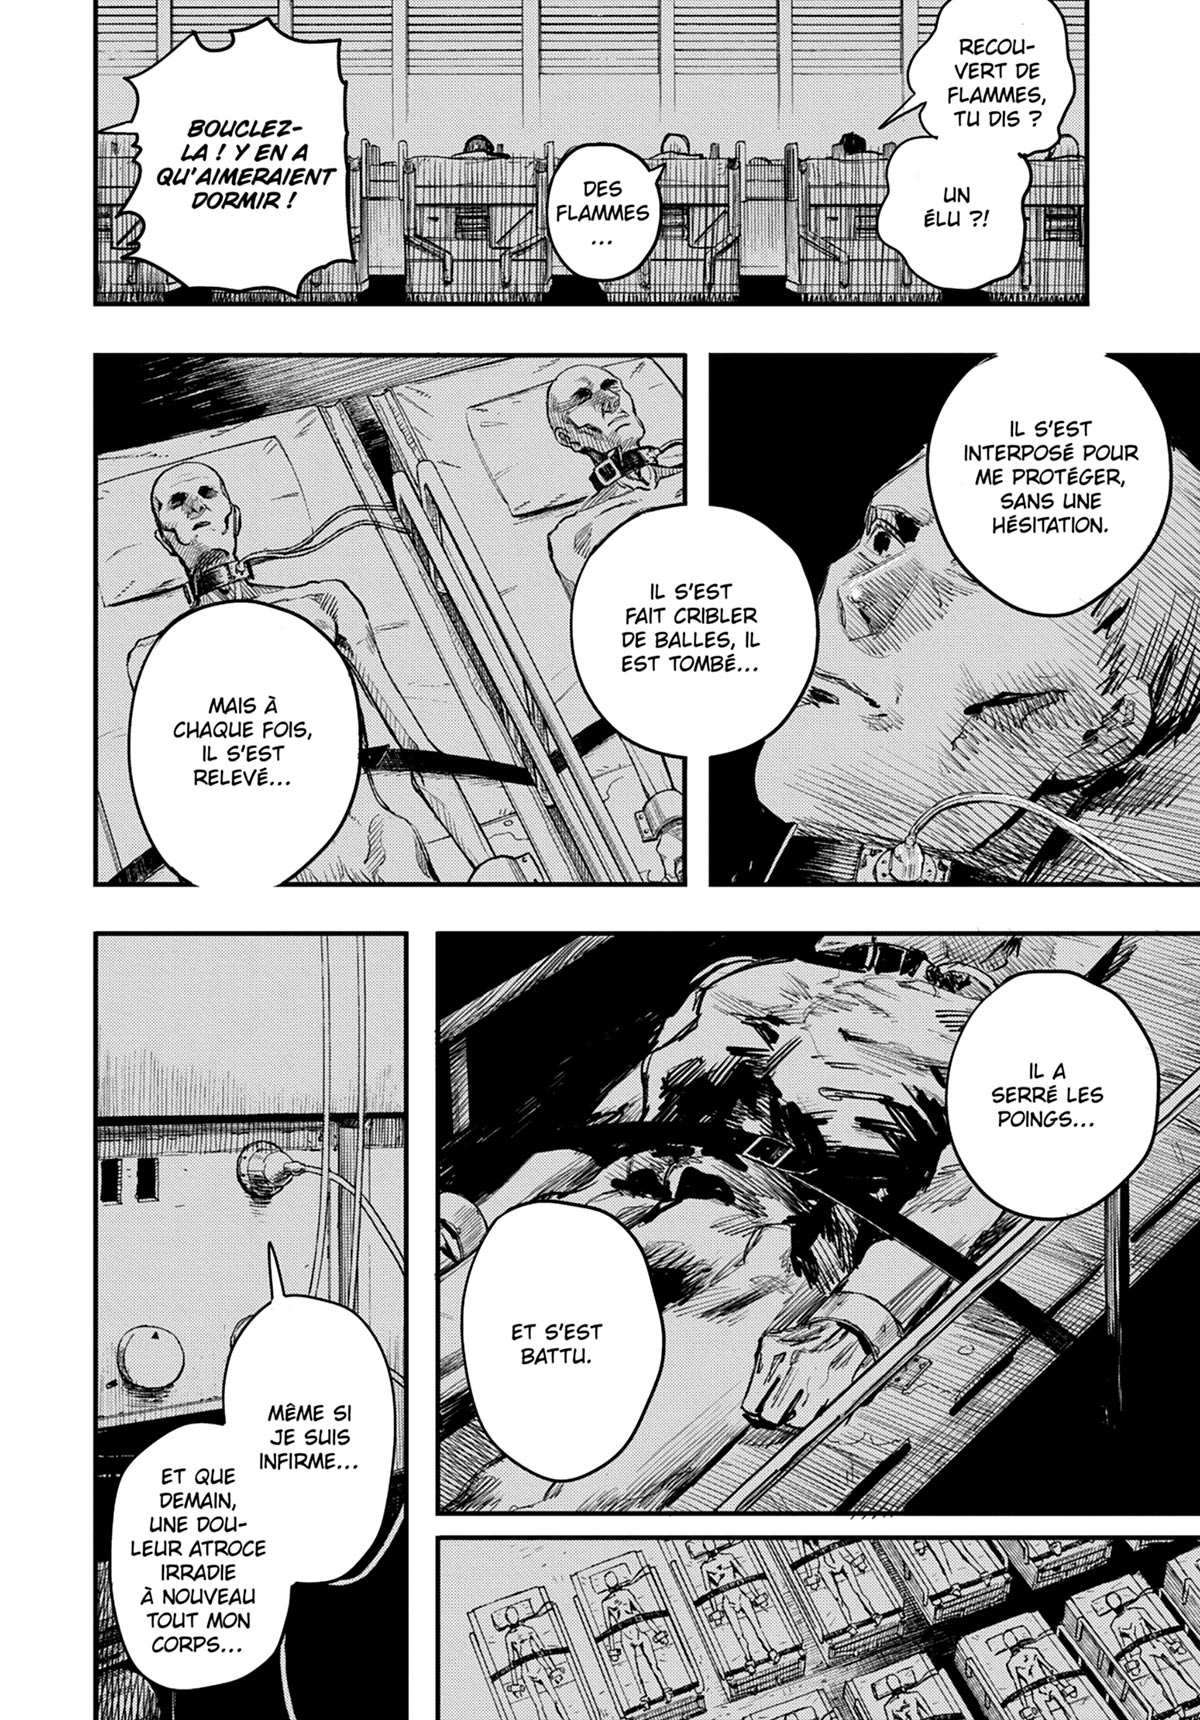 RECOU-
VERT DE
FLAMMES,
TU DIS ?
UN
ÉLU ?!
DES
FLAMMES
...
BOUCLEZ-
LA ! Y EN A
QU'AIMERAIENT
DORMIR !
IL S'EST
INTERPOSÉ POUR
ME PROTÉGER,
SANS UNE
HÉSITATION.
IL S'EST
FAIT CRIBLER
DE BALLES, IL
EST TOMBÉ...
MAIS À
CHAQUE FOIS,
IL S'EST
RELEVÉ...
IL A
SERRÉ LES
POINGS...
ET S'EST
BATTU.
MÊME SI
JE SUIS
INFIRME...
ET QUE
DEMAIN,
UNE DOU-
LEUR ATROCE
IRRADIE
À NOUVEAU
TOUT MON
CORPS...